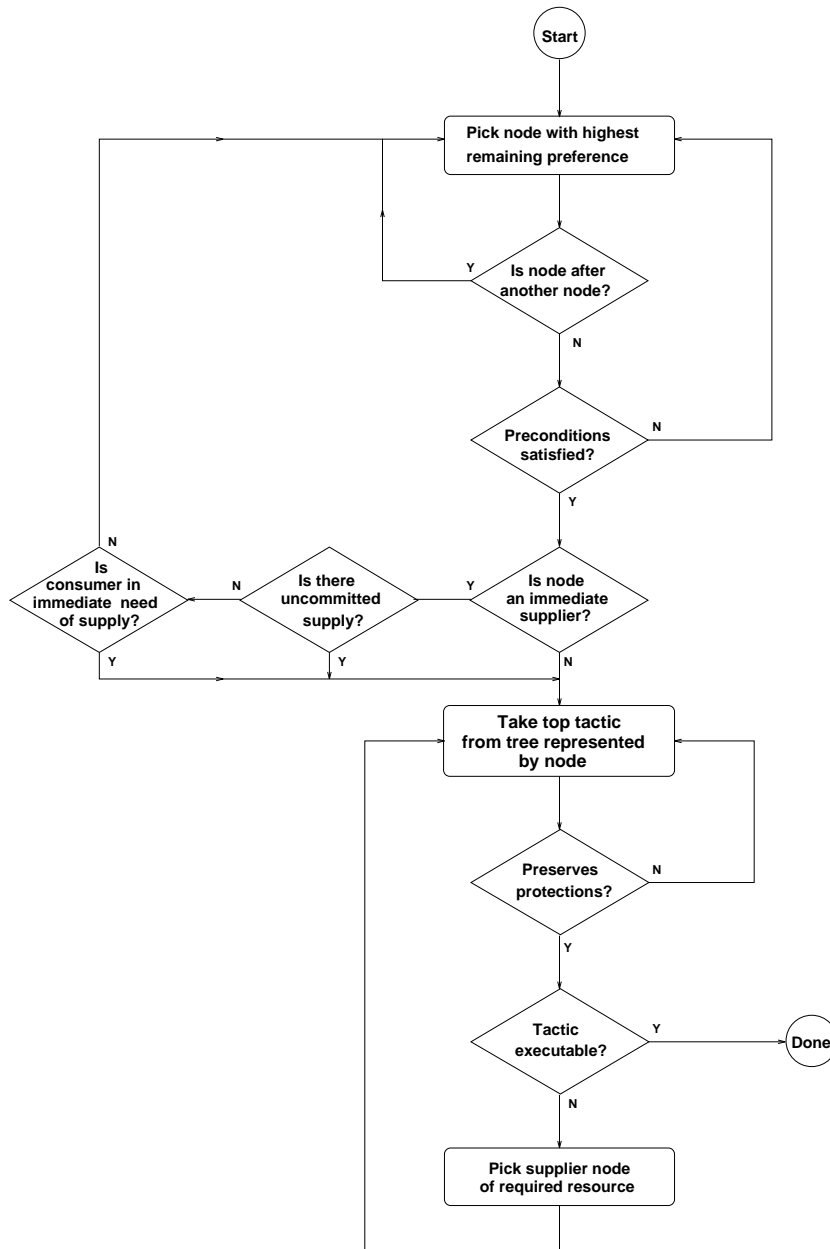 Start
Pick node with highest
remaining preference
Y
Is node after
another node?
N
Preconditions
satisfied?
N
Y
N
Is
consumer in
immediate need
of supply?
N
Is there
uncommitted
supply?
Y
Is node
an immediate
supplier?
Y
Y
N
Take top tactic
from tree represented
by node
Preserves
protections?
N
Y
Tactic
executable?
Y
Done
N
Pick supplier node
of required resource